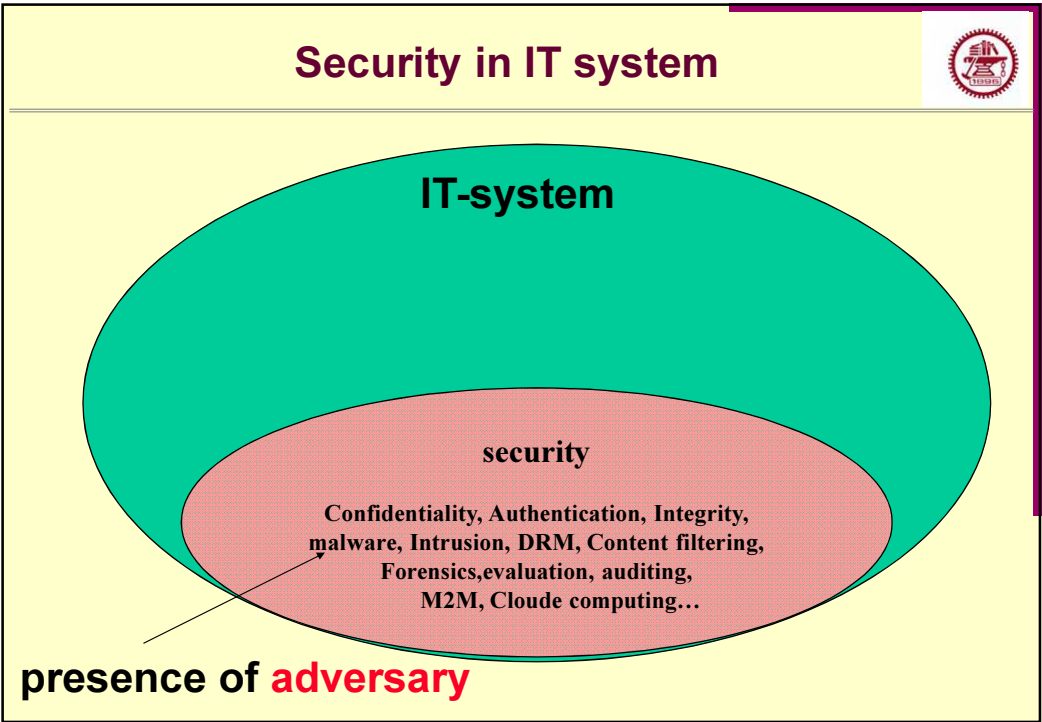 Security in IT system
1896
IT-system
security
Confidentiality, Authentication, Integrity,
malware, Intrusion, DRM, Content filtering,
Forensics,evaluation, auditing,
M2M, Cloude computing…
presence of adversary